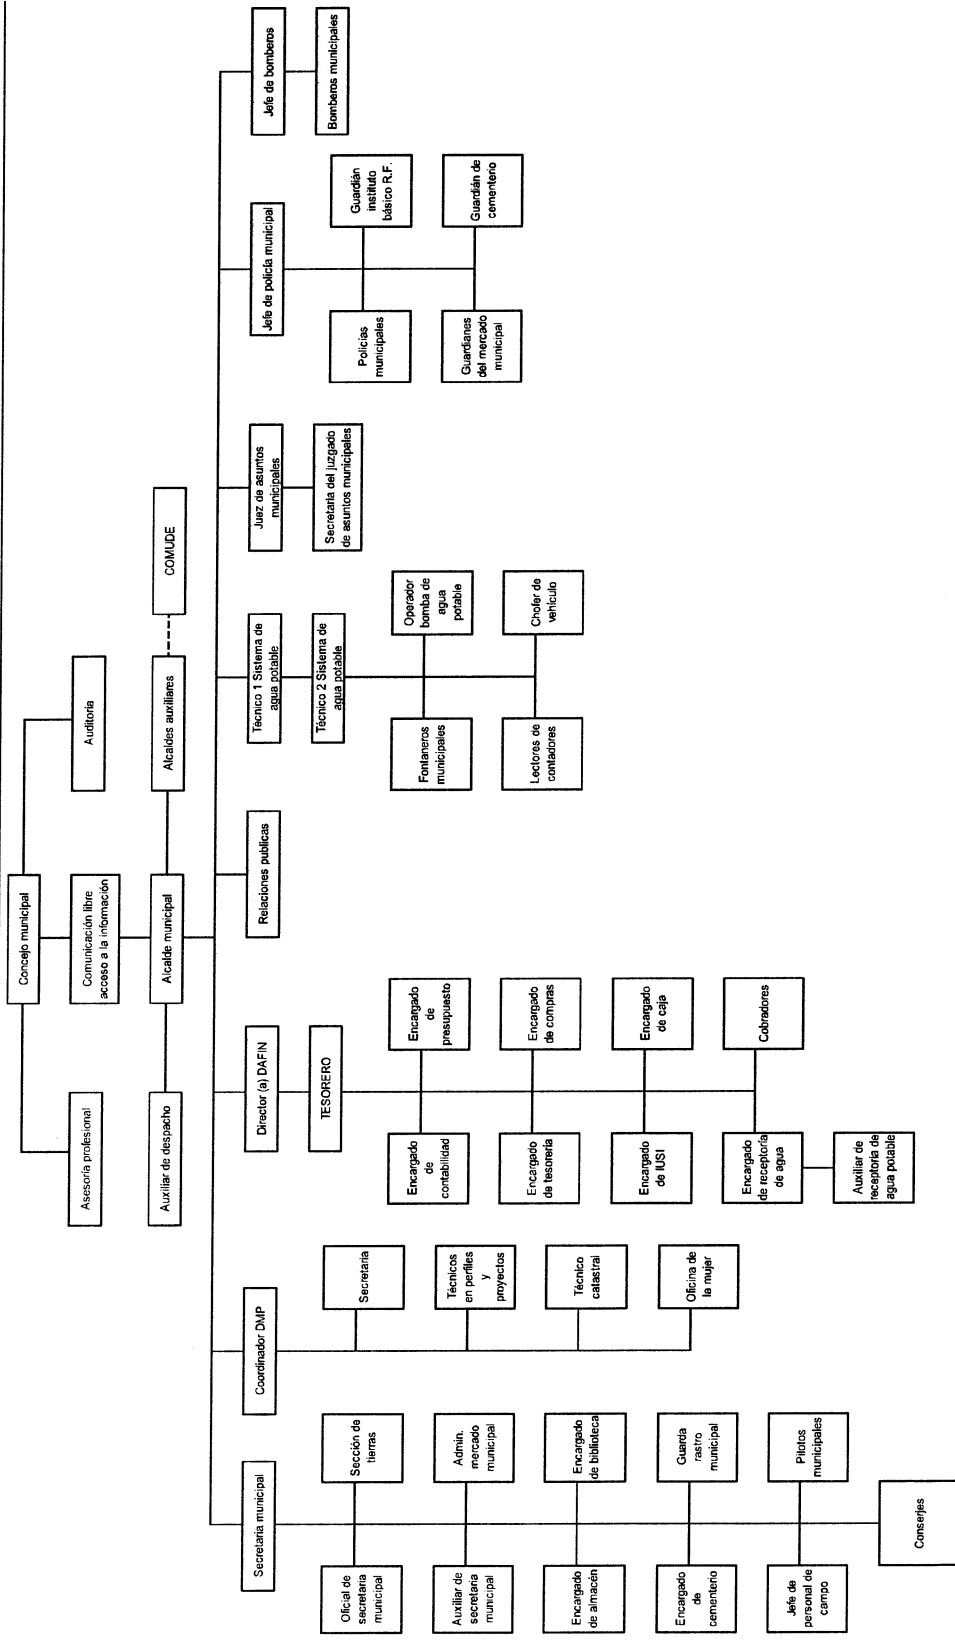 Concejo municipal
Asesoría profesional
Auditoria
Comunicación libre
acceso a la información
Auxiliar de despacho
Alcalde municipal
Alcaldes auxiliares
COMUDE
Secretaria municipal
Coordinador DMP
Director (a) DAFIN
Relaciones publicas
Técnico 1 Sistema de
agua potable
Juez de asuntos
municipales
Jefe de policía municipal
Jefe de bomberos
Oficial de
secretaria
municipal
Sección de
tierras
Auxiliar de
secretaria
municipal
Admin.
mercado
municipal
Encargado
de almacén
Encargado
de biblioteca
Encargado
de
cementerio
Guarda
rastro
municipal
Jefe de
personal de
campo
Pilotos
municipales
Conserjes
Secretaria
Técnicos
en perfiles
y
proyectos
Técnico
catastral
Oficina de
la mujer
TESORERO
Encargado
de
contabilidad
Encargado
de
presupuesto
Encargado
de tesorería
Encargado
de compras
Encargado
de IUSI
Encargado
de caja
Encargado
de receptoría
de agua
Cobradores
Auxiliar de
receptoria de
agua potable
Técnico 2 Sistema de
agua potable
Fontaneros
municipales
Operador
bomba de
agua
potable
Lectores de
contadores
Chofer de
vehículo
Secretaria del juzgado
de asuntos municipales
Policías
municipales
Guardián
instituto
básico R.F.
Guardianes
del mercado
municipal
Guardián de
cementerio
Bomberos municipales